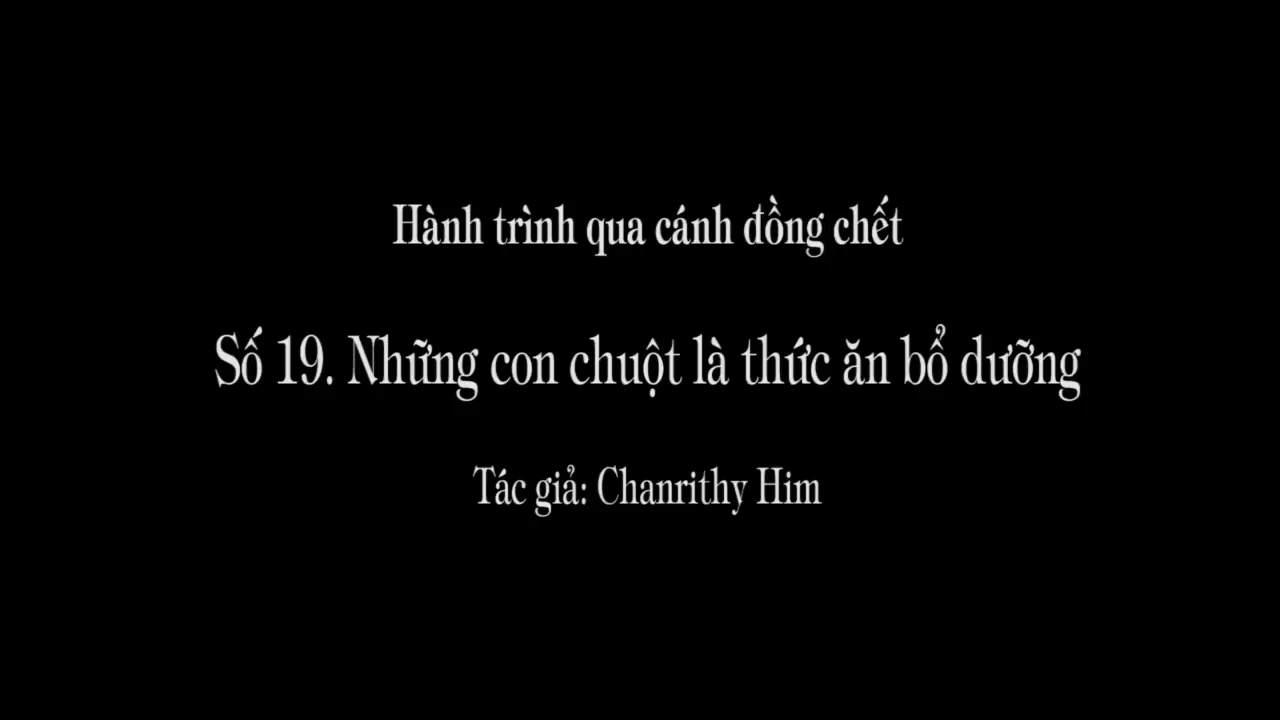 Hành trình qua cánh đồng chết
Số 19. Những con chuột là thức ăn bổ dưỡng
Tác giả: Chanrithy Him